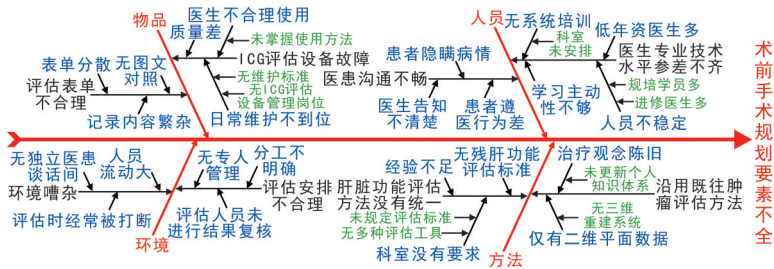 物品
医生不合理使用
质量差
未掌握使用方法
ICG评估设备故障
表单分散
无图文
对照
评估表单
不合理
无维护标准
无ICG评估
设备管理岗位
记录内容繁杂
日常维护不到位
人员
无系统培训
科室
未安排
低年资医生多
患者隐瞒病情
医患沟通不畅
医生专业技术
水平参差不齐
医生告知
不清楚
患者遵
医行为差
学习主动
性不够
规培学员多
进修医生多
人员不稳定
术前手术规划要素不全
无独立医患
谈话间
人员
流动大
环境嘈杂
评估时经常被打断
无专人
管理
分工不
明确
评估安排
不合理
评估人员未
进行结果复核
环境
经验不足
无残肝功能
评估标准
肝脏功能评估
方法没有统一
未规定评估标准
无多种评估工具
科室没有要求
治疗观念陈旧
未更新个人
知识体系
沿用既往肿
瘤评估方法
无三维
重建系统
仅有二维平面数据
方法